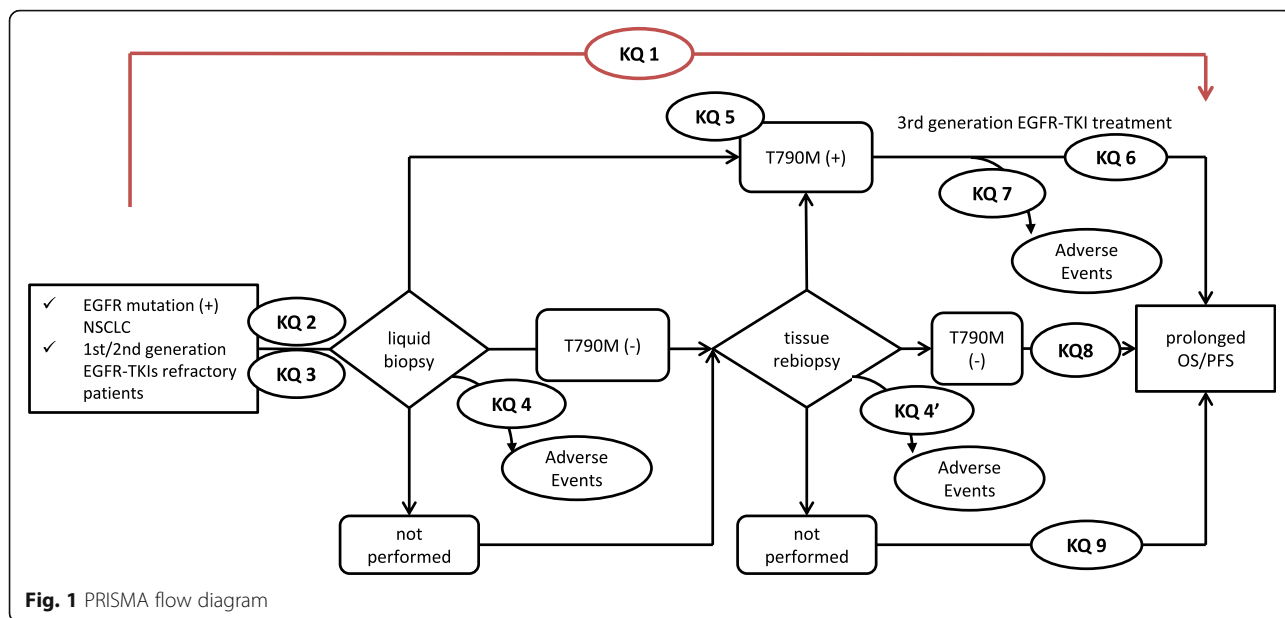 KQ 1
KQ 5
T790M (+)
3rd generation EGFR-TKI treatment
KQ 6
KQ 7
Adverse
Events
✓ EGFR mutation (+)
NSCLC
✓ 1st/2nd generation
EGFR-TKIs refractory
patients
KQ 2
KQ 3
liquid
biopsy
T790M (-)
KQ 4
Adverse
Events
not
performed
tissue
rebiopsy
T790M
(-)
KQ8
prolonged
OS/PFS
KQ 4’
Adverse
Events
not
performed
KQ 9
Fig. 1 PRISMA flow diagram